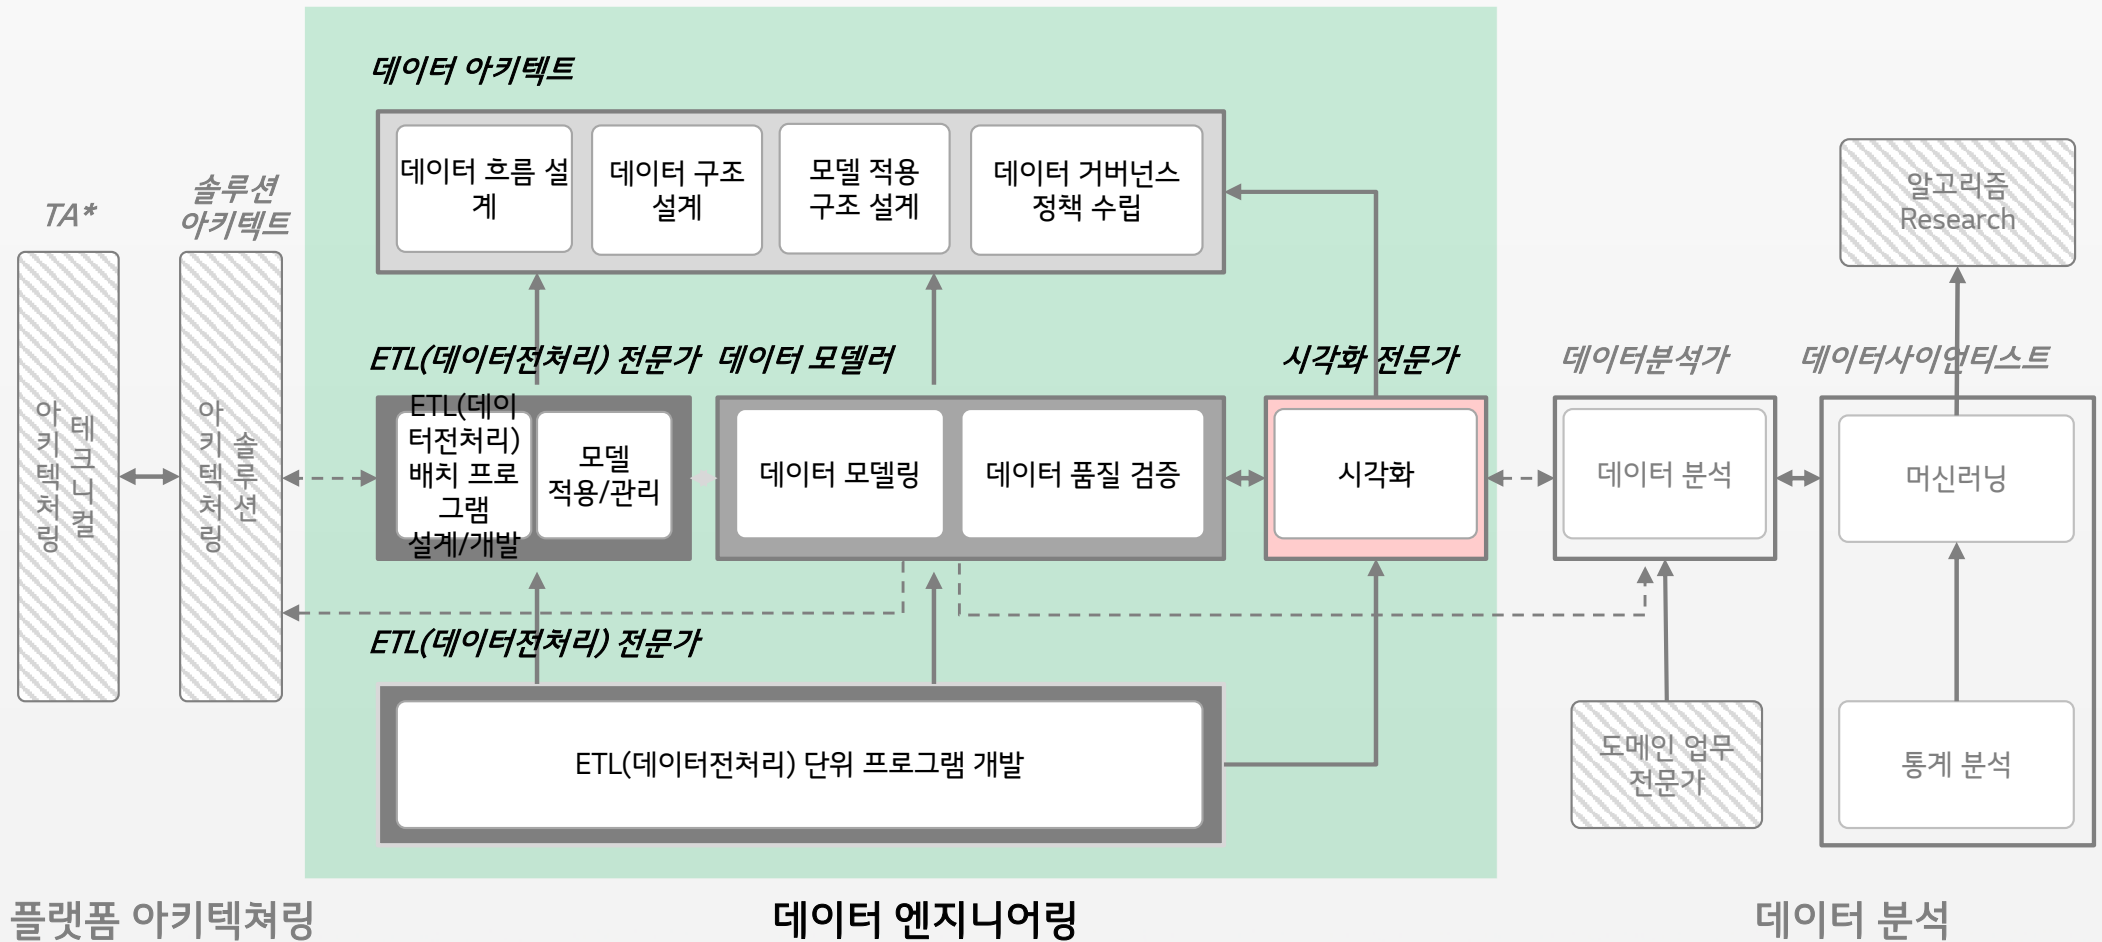 데이터 아키텍트
데이터 흐름 설
계
데이터 구조
설계
모델 적용
구조 설계
데이터 거버넌스
정책 수립
TA*
솔루션
아키텍트
테크니컬
아키텍처링
솔루션
아키텍처링
ETL(데이터전처리) 전문가
데이터 모델러
시각화 전문가
데이터분석가
데이터사이언티스트
알고리즘
Research
ETL(데이
터전처리)
배치 프로
그램
설계/개발
모델
적용/관리
데이터 모델링
데이터 품질 검증
시각화
데이터 분석
머신러닝
ETL(데이터전처리) 전문가
ETL(데이터전처리) 단위 프로그램 개발
도메인 업무
전문가
통계 분석
플랫폼 아키텍쳐링
데이터 엔지니어링
데이터 분석